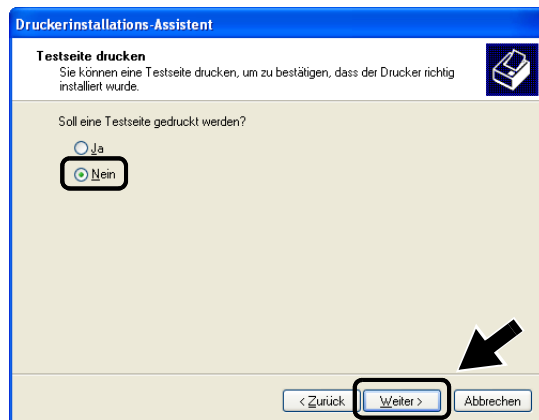 Druckerinstallations-Assistent
Testseite drucken
Sie können eine Testseite drucken, um zu bestätigen, dass der Drucker richtig
installiert wurde.
Soll eine Testseite gedruckt werden?
Ja
Nein
< Zurück Weiter > Abbrechen